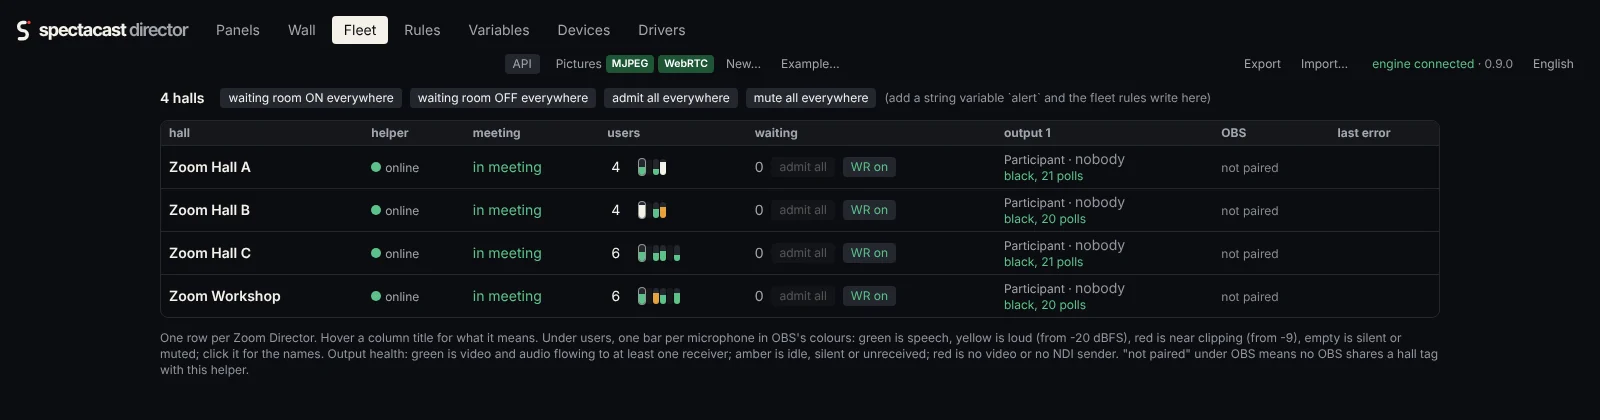 spectacast director Panels Wall Fleet Rules Variables Devices Drivers
API Pictures MJPEG WebRTC New... Example... Export Import... engine connected · 0.9.0 English
4 halls waiting room ON everywhere waiting room OFF everywhere admit all everywhere mute all everywhere (add a string variable `alert` and the fleet rules write here)
hall helper meeting users waiting output 1 OBS last error
Zoom Hall A online in meeting 4 0 admit all WR on Participant · nobody not paired
black, 21 polls
Zoom Hall B online in meeting 4 0 admit all WR on Participant · nobody not paired
black, 20 polls
Zoom Hall C online in meeting 6 0 admit all WR on Participant · nobody not paired
black, 21 polls
Zoom Workshop online in meeting 6 0 admit all WR on Participant · nobody not paired
black, 20 polls
One row per Zoom Director. Hover a column title for what it means. Under users, one bar per microphone in OBS's colours: green is speech, yellow is loud (from -20 dBFS), red is near clipping (from -9), empty is silent or
muted; click it for the names. Output health: green is video and audio flowing to at least one receiver; amber is idle, silent or unreceived; red is no video or no NDI sender. "not paired" under OBS means no OBS shares a hall tag
with this helper.